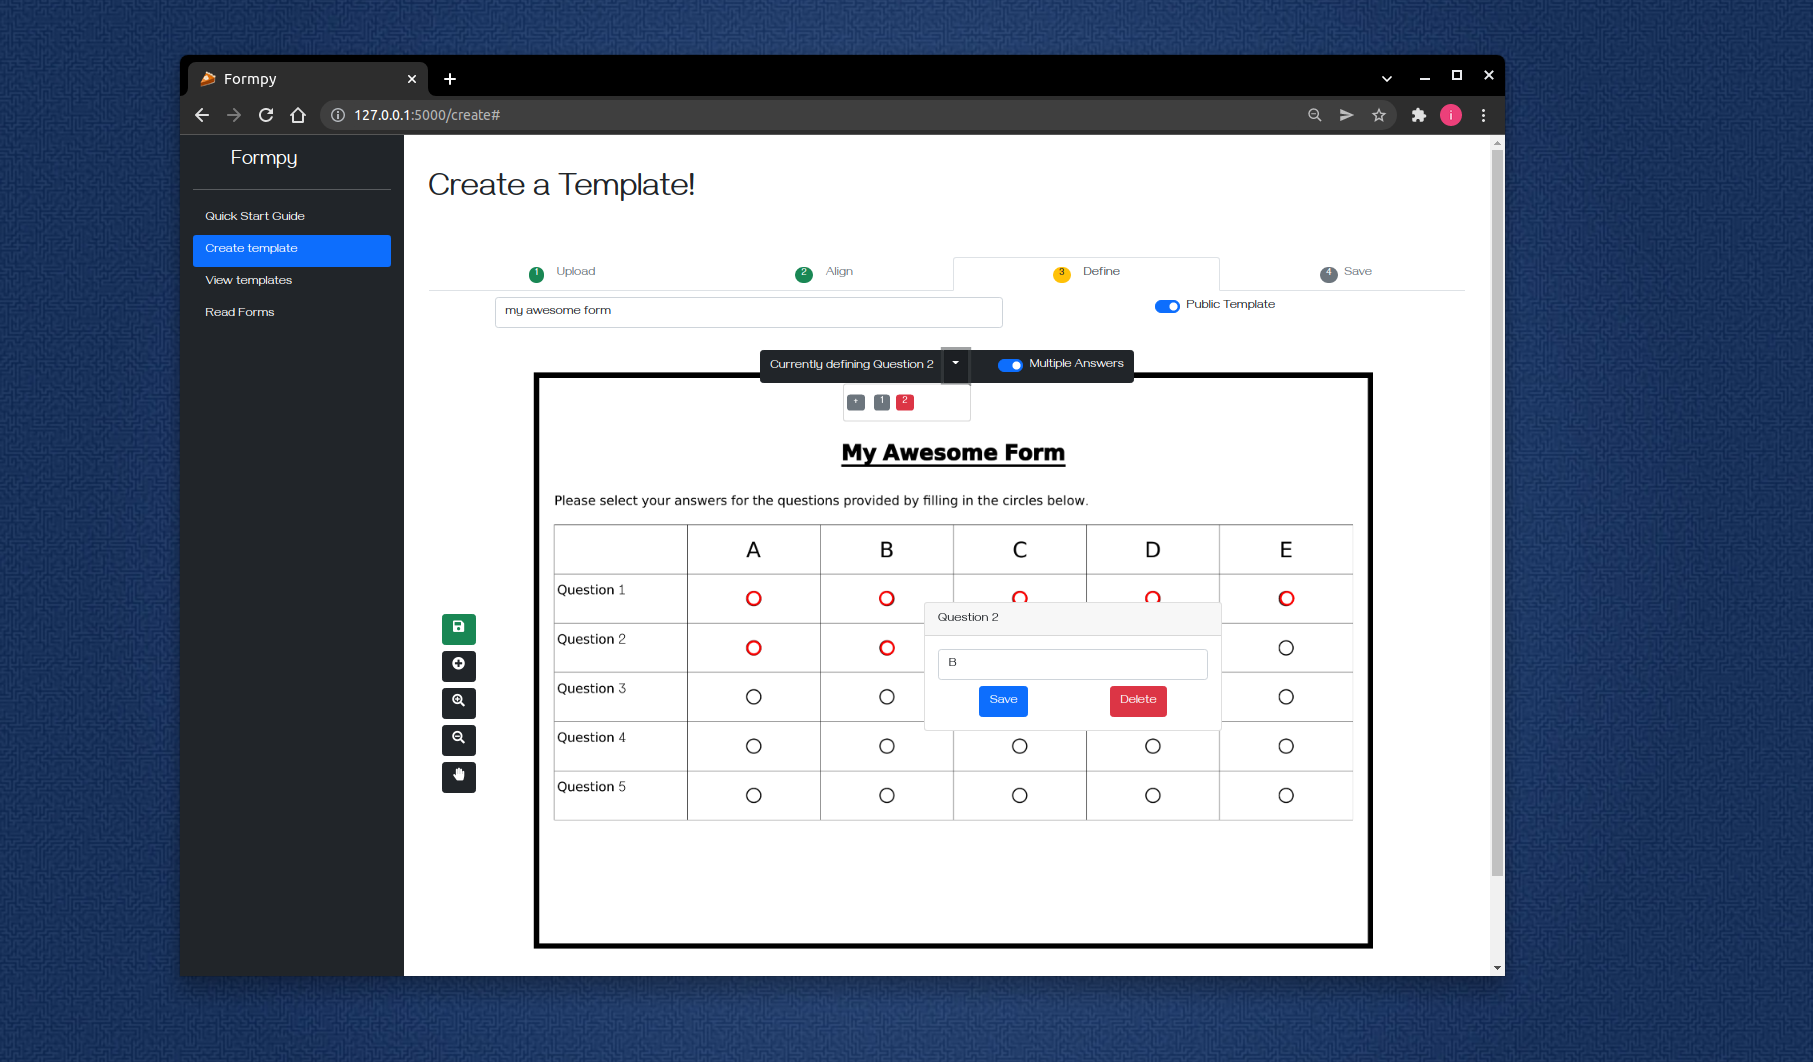 Formpy
127.0.0.1:5000/create#
i
Formpy
Quick Start Guide
Create template
View templates
Read Forms
Create a Template!
1 Upload
2 Align
3 Define
4 Save
my awesome form
Public Template
Currently defining Question 2
Multiple Answers
+ 1 2
My Awesome Form
Please select your answers for the questions provided by filling in the circles below.
A B C D E
Question 1
Question 2
Question 3
Question 4
Question 5
Question 2
B
Save Delete